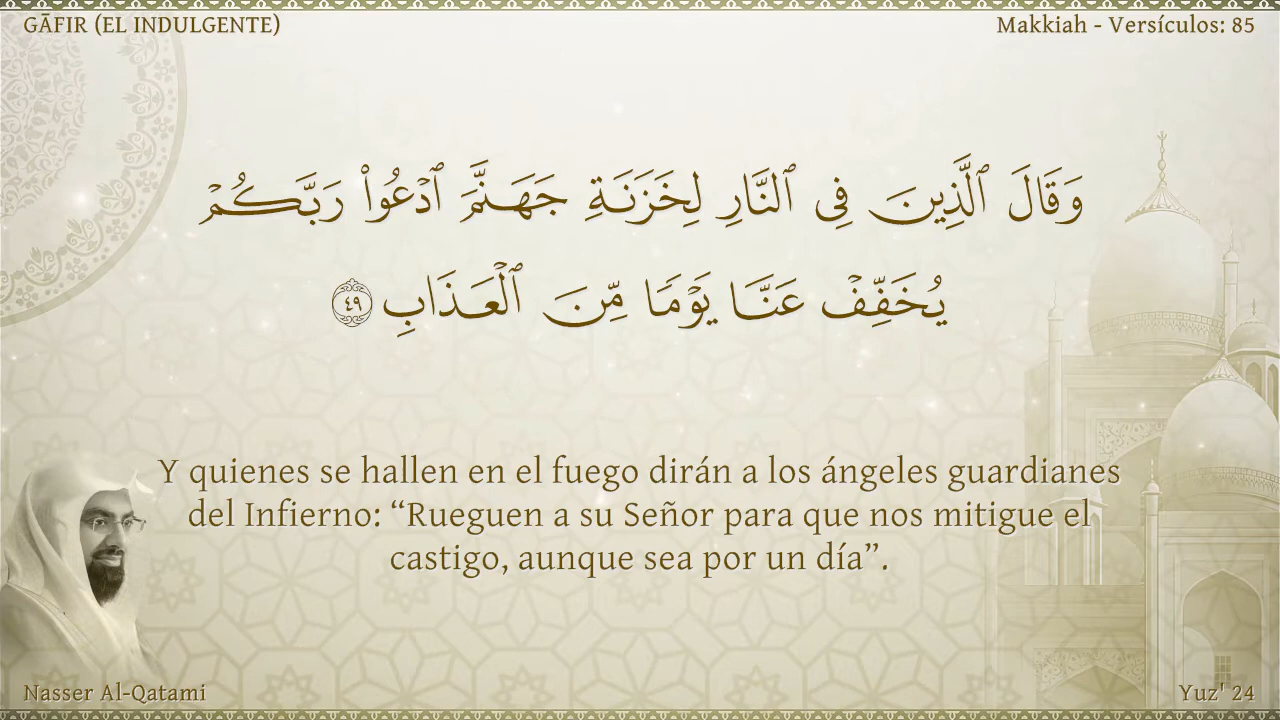 GĀFIR (EL INDULGENTE)
Makkiah - Versículos: 85
وَقَالَ ٱلَّذِينَ فِى ٱلنَّارِ لِخَزَنَةِ جَهَنَّمَ ٱدْعُوا۟ رَبَّكُمْ
يُخَفِّفْ عَنَّا يَوْمًا مِّنَ ٱلْعَذَابِ ٤٩
Y quienes se hallen en el fuego dirán a los ángeles guardianes
del Infierno: “Rueguen a su Señor para que nos mitigue el
castigo, aunque sea por un día”.
Nasser Al-Qatami
Yuz' 24